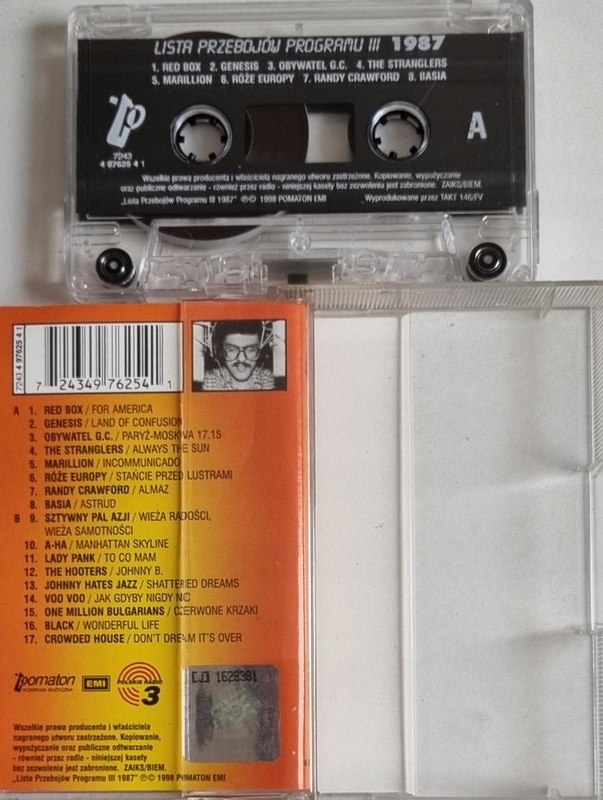 LISTA PRZEBOJÓW PROGRAMU III 1987
1. RED BOX 2. GENESIS 3. OBYWATEL G.C. 4. THE STRANGLERS
5. MARILLION 6. RÓŻE EUROPY 7. RANDY CRAWFORD 8. BASIA
7243
4 97625 4 1
A
Wszelkie prawa producenta i właściciela nagranego utworu zastrzeżone. Kopiowanie, wypożyczanie
oraz publiczne odtwarzanie - również przez radio - niniejszej kasety bez zezwolenia jest zabronione. ZAIKS/BIEM.
„Lista Przebojów Programu III 1987" ℗© 1998 POMATON EMI Wyprodukowane przez TAKT 146/FV
7243 4 97625 4 1
7 24349 76254 1
A 1. RED BOX / FOR AMERICA
2. GENESIS / LAND OF CONFUSION
3. OBYWATEL G.C. / PARYŻ-MOSKWA 17.15
4. THE STRANGLERS / ALWAYS THE SUN
5. MARILLION / INCOMMUNICADO
6. RÓŻE EUROPY / STAŃCIE PRZED LUSTRAMI
7. RANDY CRAWFORD / ALMAZ
8. BASIA / ASTRUD
B 9. SZTYWNY PAL AZJI / WIEŻA RADOŚCI,
WIEŻA SAMOTNOŚCI
10. A-HA / MANHATTAN SKYLINE
11. LADY PANK / TO CO MAM
12. THE HOOTERS / JOHNNY B.
13. JOHNNY HATES JAZZ / SHATTERED DREAMS
14. VOO VOO / JAK GDYBY NIGDY NIC
15. ONE MILLION BULGARIANS / CZERWONE KRZAKI
16. BLACK / WONDERFUL LIFE
17. CROWDED HOUSE / DON'T DREAM IT'S OVER
pomaton
KOMPANIA MUZYCZNA
EMI
POLSKIE RADIO
3
[J] 1628381
Wszelkie prawa producenta i właściciela
nagranego utworu zastrzeżone. Kopiowanie,
wypożyczanie oraz publiczne odtwarzanie
- również przez radio - niniejszej kasety
bez zezwolenia jest zabronione. ZAIKS/BIEM.
„Lista Przebojów Programu III 1987" ℗© 1998 POMATON EMI